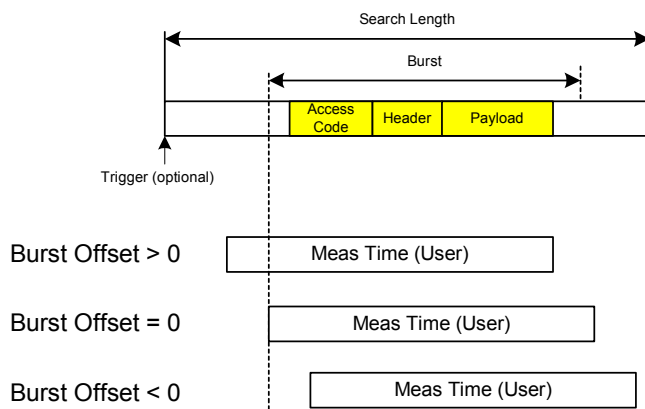 Search Length
Burst
Access
Code
Header
Payload
Trigger (optional)
Burst Offset > 0
Meas Time (User)
Burst Offset = 0
Meas Time (User)
Burst Offset < 0
Meas Time (User)